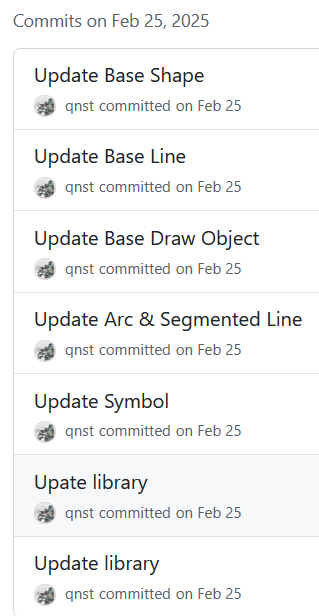 Commits on Feb 25, 2025
Update Base Shape
qnst committed on Feb 25
Update Base Line
qnst committed on Feb 25
Update Base Draw Object
qnst committed on Feb 25
Update Arc & Segmented Line
qnst committed on Feb 25
Update Symbol
qnst committed on Feb 25
Upate library
qnst committed on Feb 25
Update library
qnst committed on Feb 25